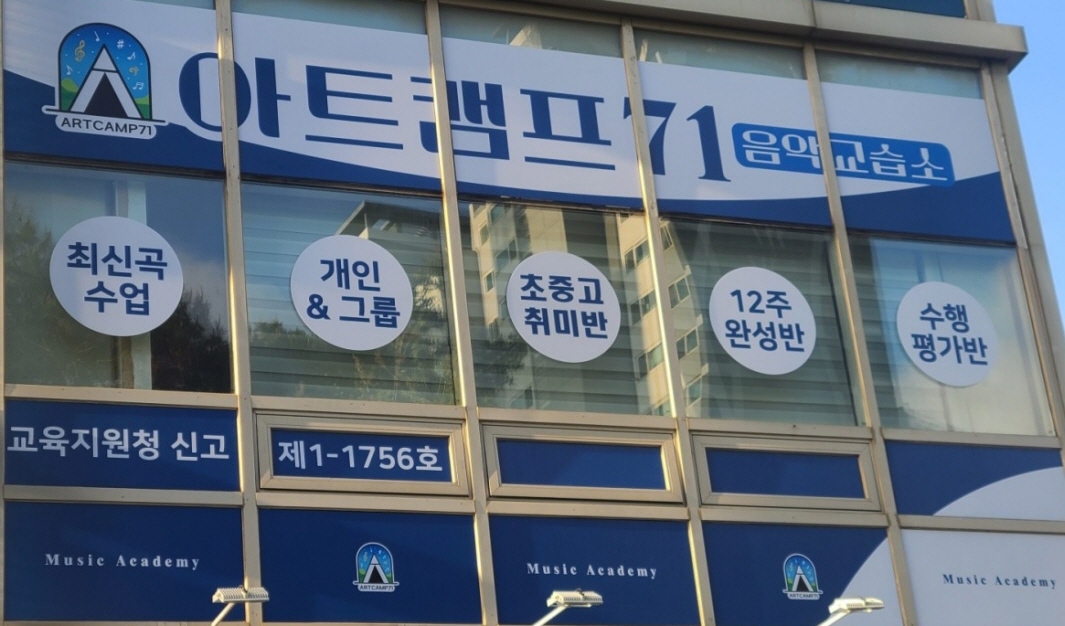 ARTCAMP71
아트캠프71 음악교습소
최신곡
수업
개인
& 그룹
초중고
취미반
12주
완성반
수행
평가반
교육지원청 신고 제1-1756호
Music Academy
ARTCAMP71
Music Academy
ARTCAMP71
Music Academy